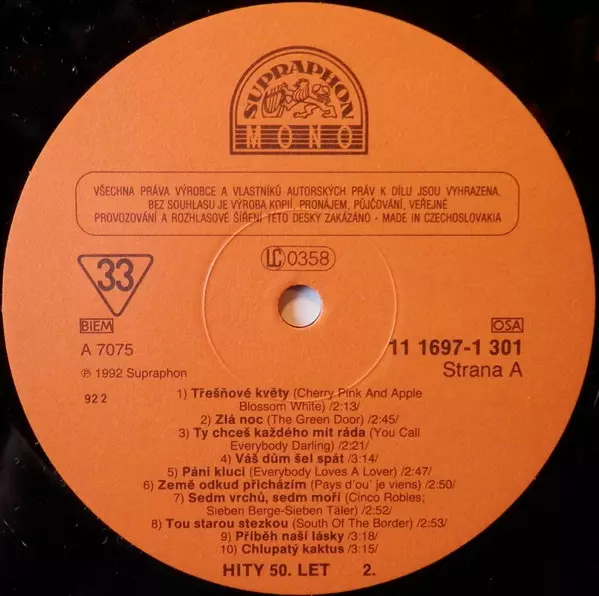 SUPRAPHON
MONO
VŠECHNA PRÁVA VÝROBCE A VLASTNÍKŮ AUTORSKÝCH PRÁV K DÍLU JSOU VYHRAZENA.
BEZ SOUHLASU JE VÝROBA KOPIÍ, PRONÁJEM, PŮJČOVÁNÍ, VEŘEJNÉ
PROVOZOVÁNÍ A ROZHLASOVÉ ŠÍŘENÍ TÉTO DESKY ZAKÁZÁNO - MADE IN CZECHOSLOVAKIA
33
LC 0358
BIEM
OSA
A 7075
11 1697-1 301
Strana A
℗ 1992 Supraphon
92 2
1) Třešňové květy (Cherry Pink And Apple
Blossom White) /2:13/
2) Zlá noc (The Green Door) /2:45/
3) Ty chceš každého mít ráda (You Call
Everybody Darling) /2:21/
4) Váš dům šel spát /3:14/
5) Páni kluci (Everybody Loves A Lover) /2:47/
6) Země odkud přicházím (Pays d'ou' je viens) /2:50/
7) Sedm vrchů, sedm moří (Cinco Robles;
Sieben Berge-Sieben Täler) /2:52/
8) Tou starou stezkou (South Of The Border) /2:53/
9) Příběh naší lásky /3:18/
10) Chlupatý kaktus /3:15/
HITY 50. LET 2.